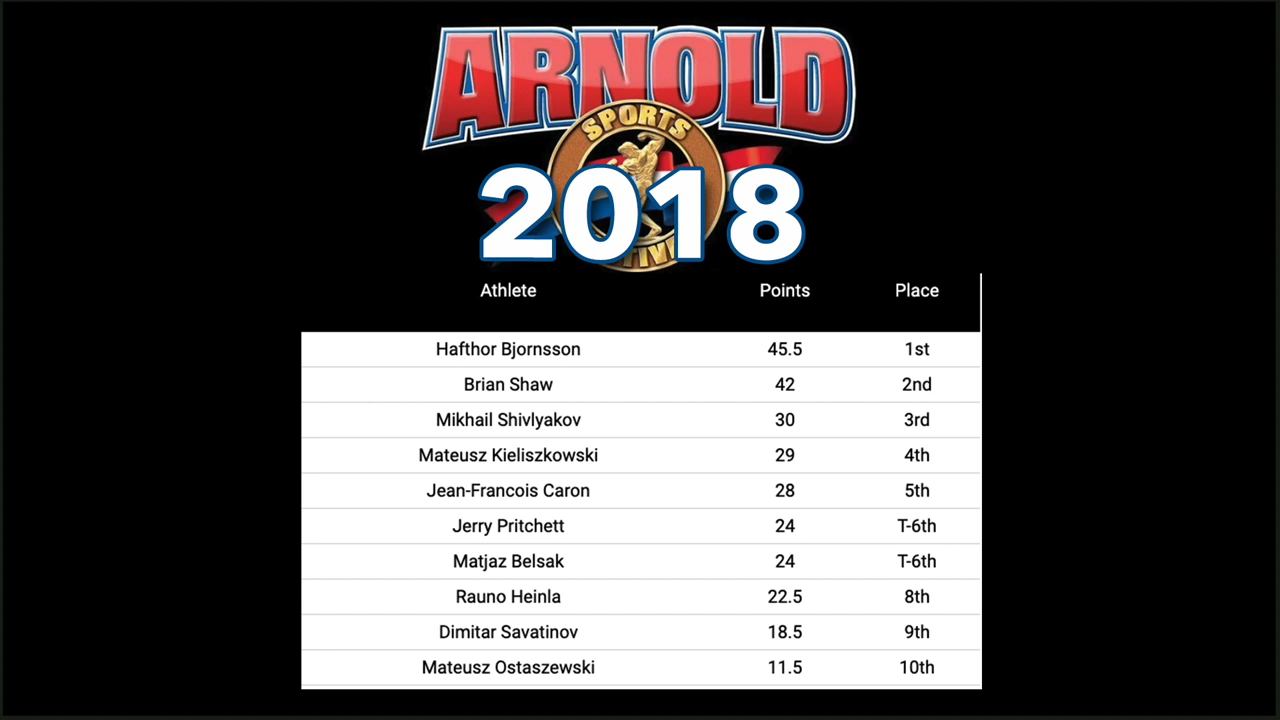 ARNOLD
SPORTS
2018
Athlete Points Place
Hafthor Bjornsson 45.5 1st
Brian Shaw 42 2nd
Mikhail Shivlyakov 30 3rd
Mateusz Kieliszkowski 29 4th
Jean-Francois Caron 28 5th
Jerry Pritchett 24 T-6th
Matjaz Belsak 24 T-6th
Rauno Heinla 22.5 8th
Dimitar Savatinov 18.5 9th
Mateusz Ostaszewski 11.5 10th